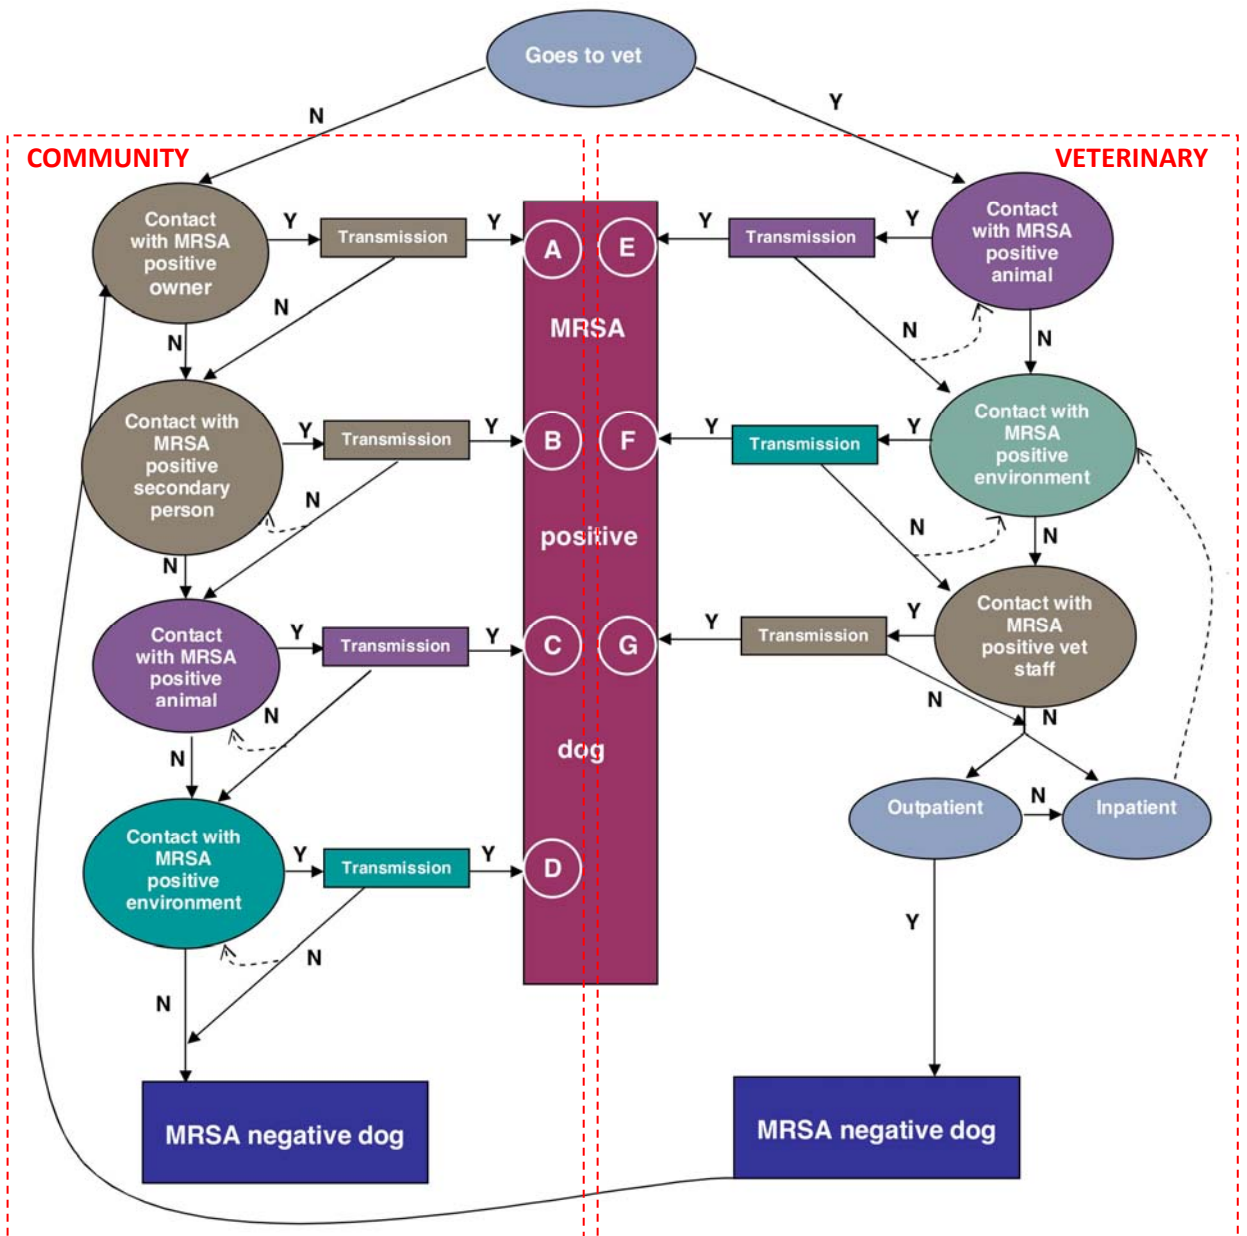 Goes to vet
N
Y
COMMUNITY
VETERINARY
Contact
with MRSA
positive
owner
Y
Transmission
Y
A
N
N
Contact with
MRSA
positive
secondary
person
Y
Transmission
Y
B
N
N
Contact
with MRSA
positive
animal
Y
Transmission
Y
C
N
N
Contact with
MRSA
positive
environment
Y
Transmission
Y
D
N
N
MRSA negative dog
MRSA
positive
dog
E
Y
Transmission
Y
Contact
with MRSA
positive
animal
N
N
F
Y
Transmission
Y
Contact with
MRSA
positive
environment
N
N
G
Y
Transmission
Y
Contact with
MRSA
positive vet
staff
N
N
Outpatient
N
Inpatient
Y
MRSA negative dog